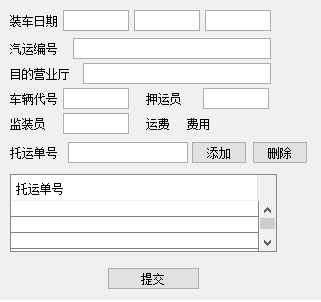 装车日期
汽运编号
目的营业厅
车辆代号 押运员
监装员 运费 费用
托运单号 添加 删除
托运单号
提交